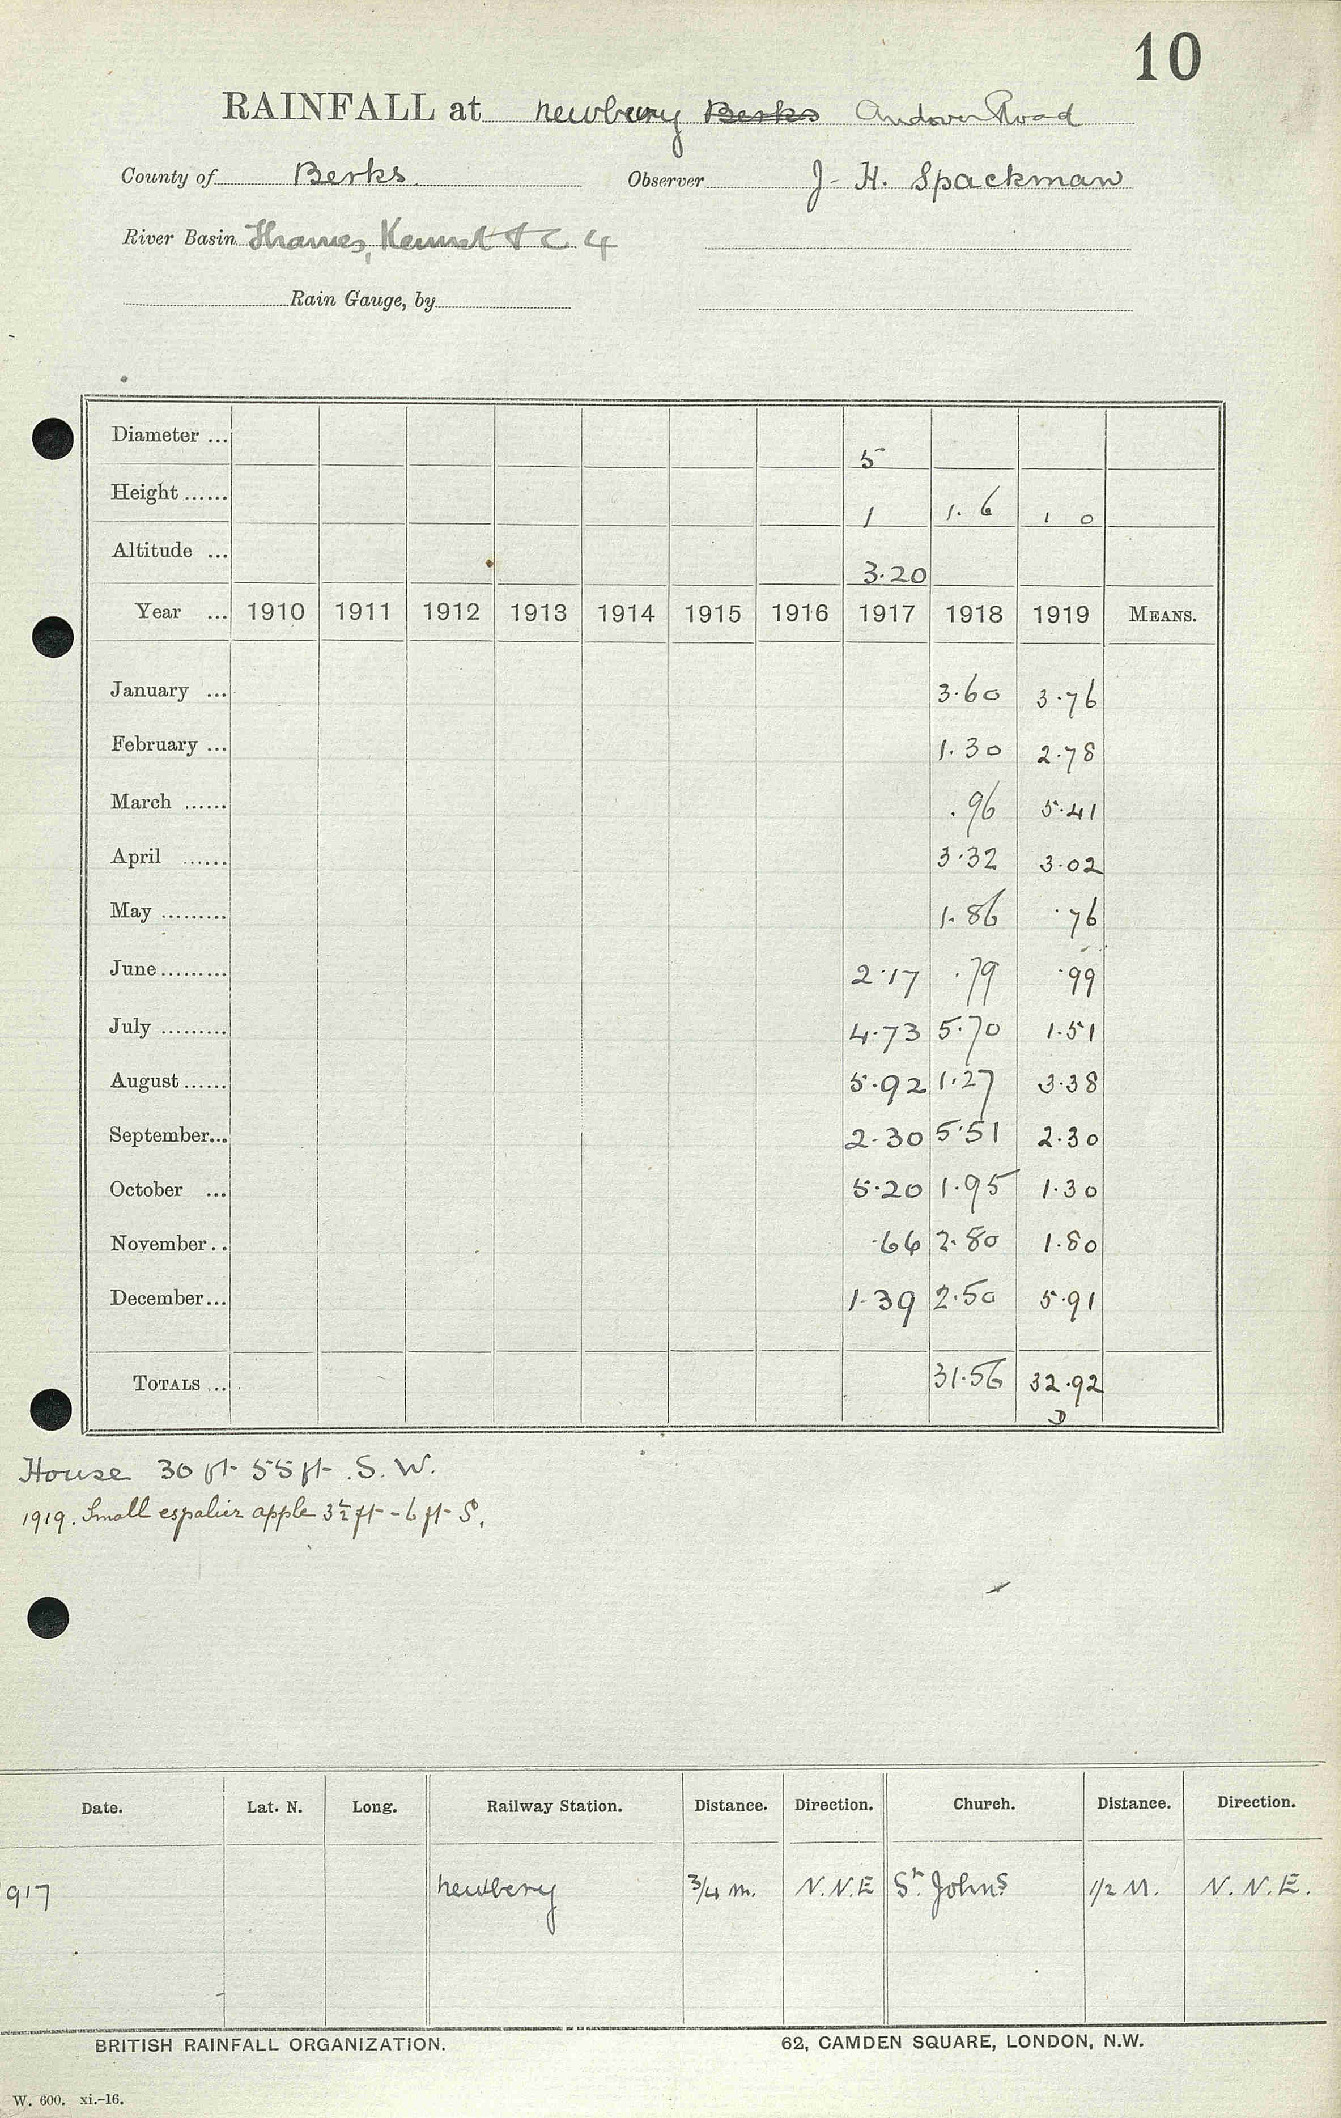 10
RAINFALL at Newbury Berks Andover Road
County of Berks. Observer J. H. Spackman
River Basin Thames, Kennet &c 4
Rain Gauge, by
Diameter ... 5
Height ...... 1 1.6 1 0
Altitude ... 3.20
Year ... 1910 1911 1912 1913 1914 1915 1916 1917 1918 1919 MEANS.
January ... 3.60 3.76
February ... 1.30 2.78
March ...... .96 5.41
April ...... 3.32 3.02
May ......... 1.86 .76
June ......... 2.17 .79 .99
July ......... 4.73 5.70 1.51
August ...... 5.92 1.27 3.38
September... 2.30 5.51 2.30
October ... 5.20 1.95 1.30
November .. .66 2.80 1.80
December... 1.39 2.50 5.91
TOTALS ... 31.56 32.92
D
House 30 ft 55 ft S.W.
1919. Small espalier apple 3½ ft - 6 ft S.
Date. Lat. N. Long. Railway Station. Distance. Direction. Church. Distance. Direction.
917 Newbery 3/4 m. N.N.E St. Johns 1/2 M. N.N.E.
BRITISH RAINFALL ORGANIZATION. 62, CAMDEN SQUARE, LONDON, N.W.
W. 600. xi.-16.